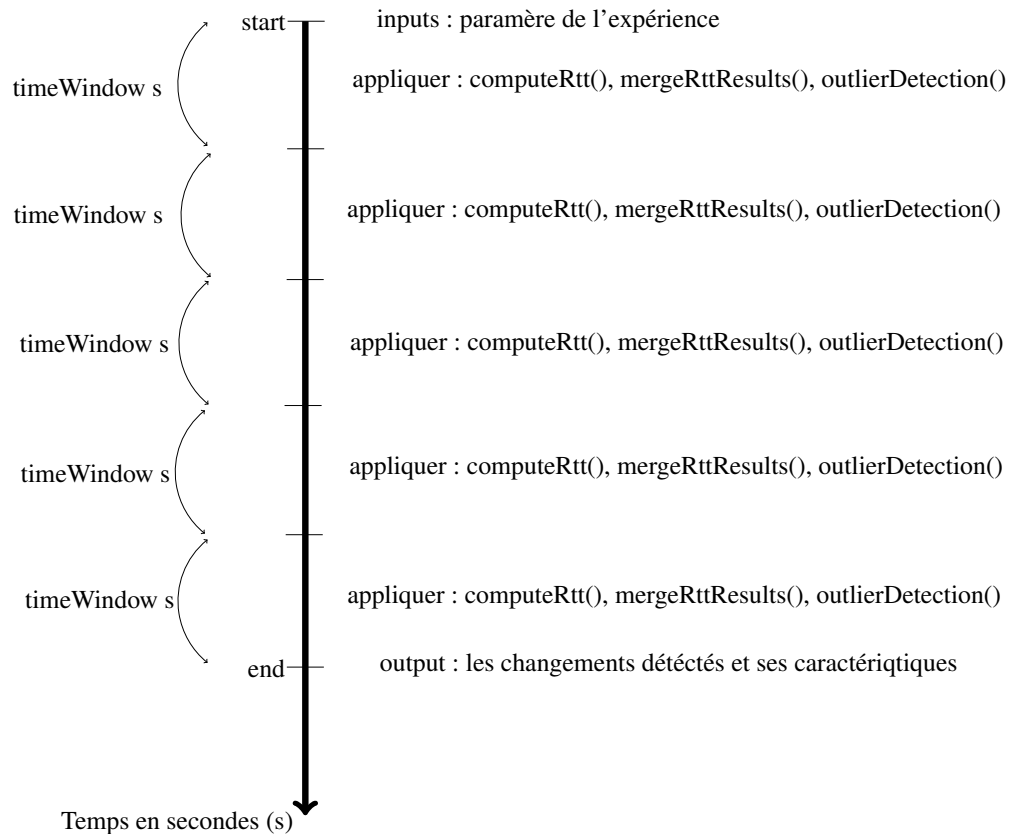 start
inputs : paramère de l'expérience
timeWindow s
appliquer : computeRtt(), mergeRttResults(), outlierDetection()
timeWindow s
appliquer : computeRtt(), mergeRttResults(), outlierDetection()
timeWindow s
appliquer : computeRtt(), mergeRttResults(), outlierDetection()
timeWindow s
appliquer : computeRtt(), mergeRttResults(), outlierDetection()
timeWindow s
appliquer : computeRtt(), mergeRttResults(), outlierDetection()
end
output : les changements détéctés et ses caractériqtiques
Temps en secondes (s)